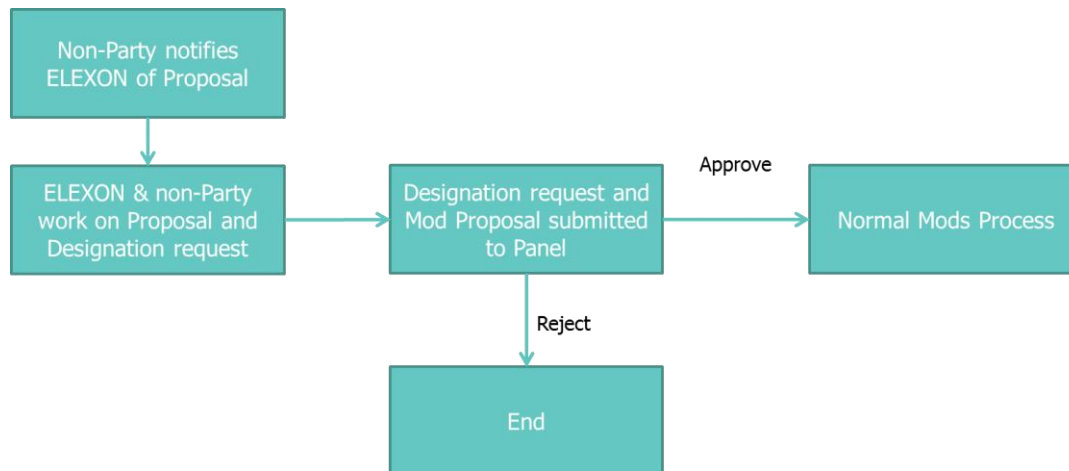 Non-Party notifies
ELEXON of Proposal
ELEXON & non-Party
work on Proposal and
Designation request
Designation request and
Mod Proposal submitted
to Panel
Approve
Normal Mods Process
Reject
End